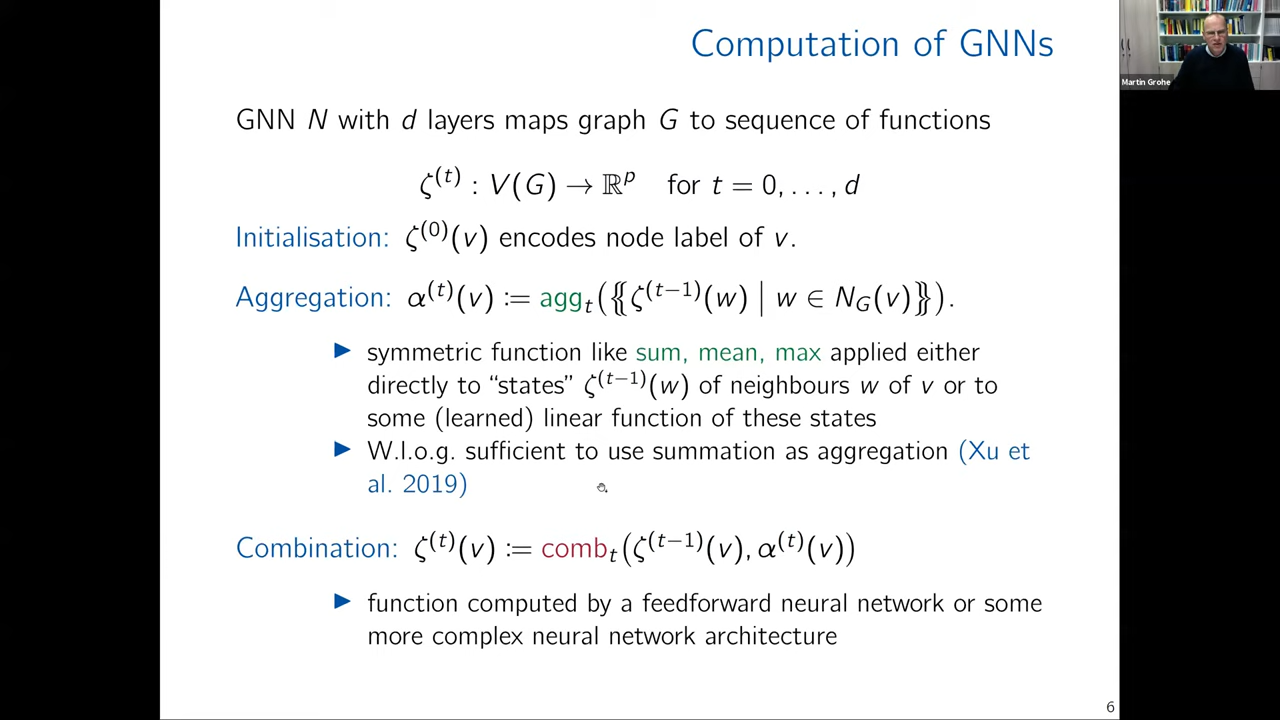 Computation of GNNs
Martin Grohe
GNN N with d layers maps graph G to sequence of functions
ζ^(t) : V(G) → ℝ^p for t = 0, . . . , d
Initialisation: ζ^(0)(v) encodes node label of v.
Aggregation: α^(t)(v) := agg_t({{ζ^(t−1)(w) | w ∈ N_G(v)}}).
▶ symmetric function like sum, mean, max applied either
directly to “states” ζ^(t−1)(w) of neighbours w of v or to
some (learned) linear function of these states
▶ W.l.o.g. sufficient to use summation as aggregation (Xu et
al. 2019)
Combination: ζ^(t)(v) := comb_t(ζ^(t−1)(v), α^(t)(v))
▶ function computed by a feedforward neural network or some
more complex neural network architecture
6